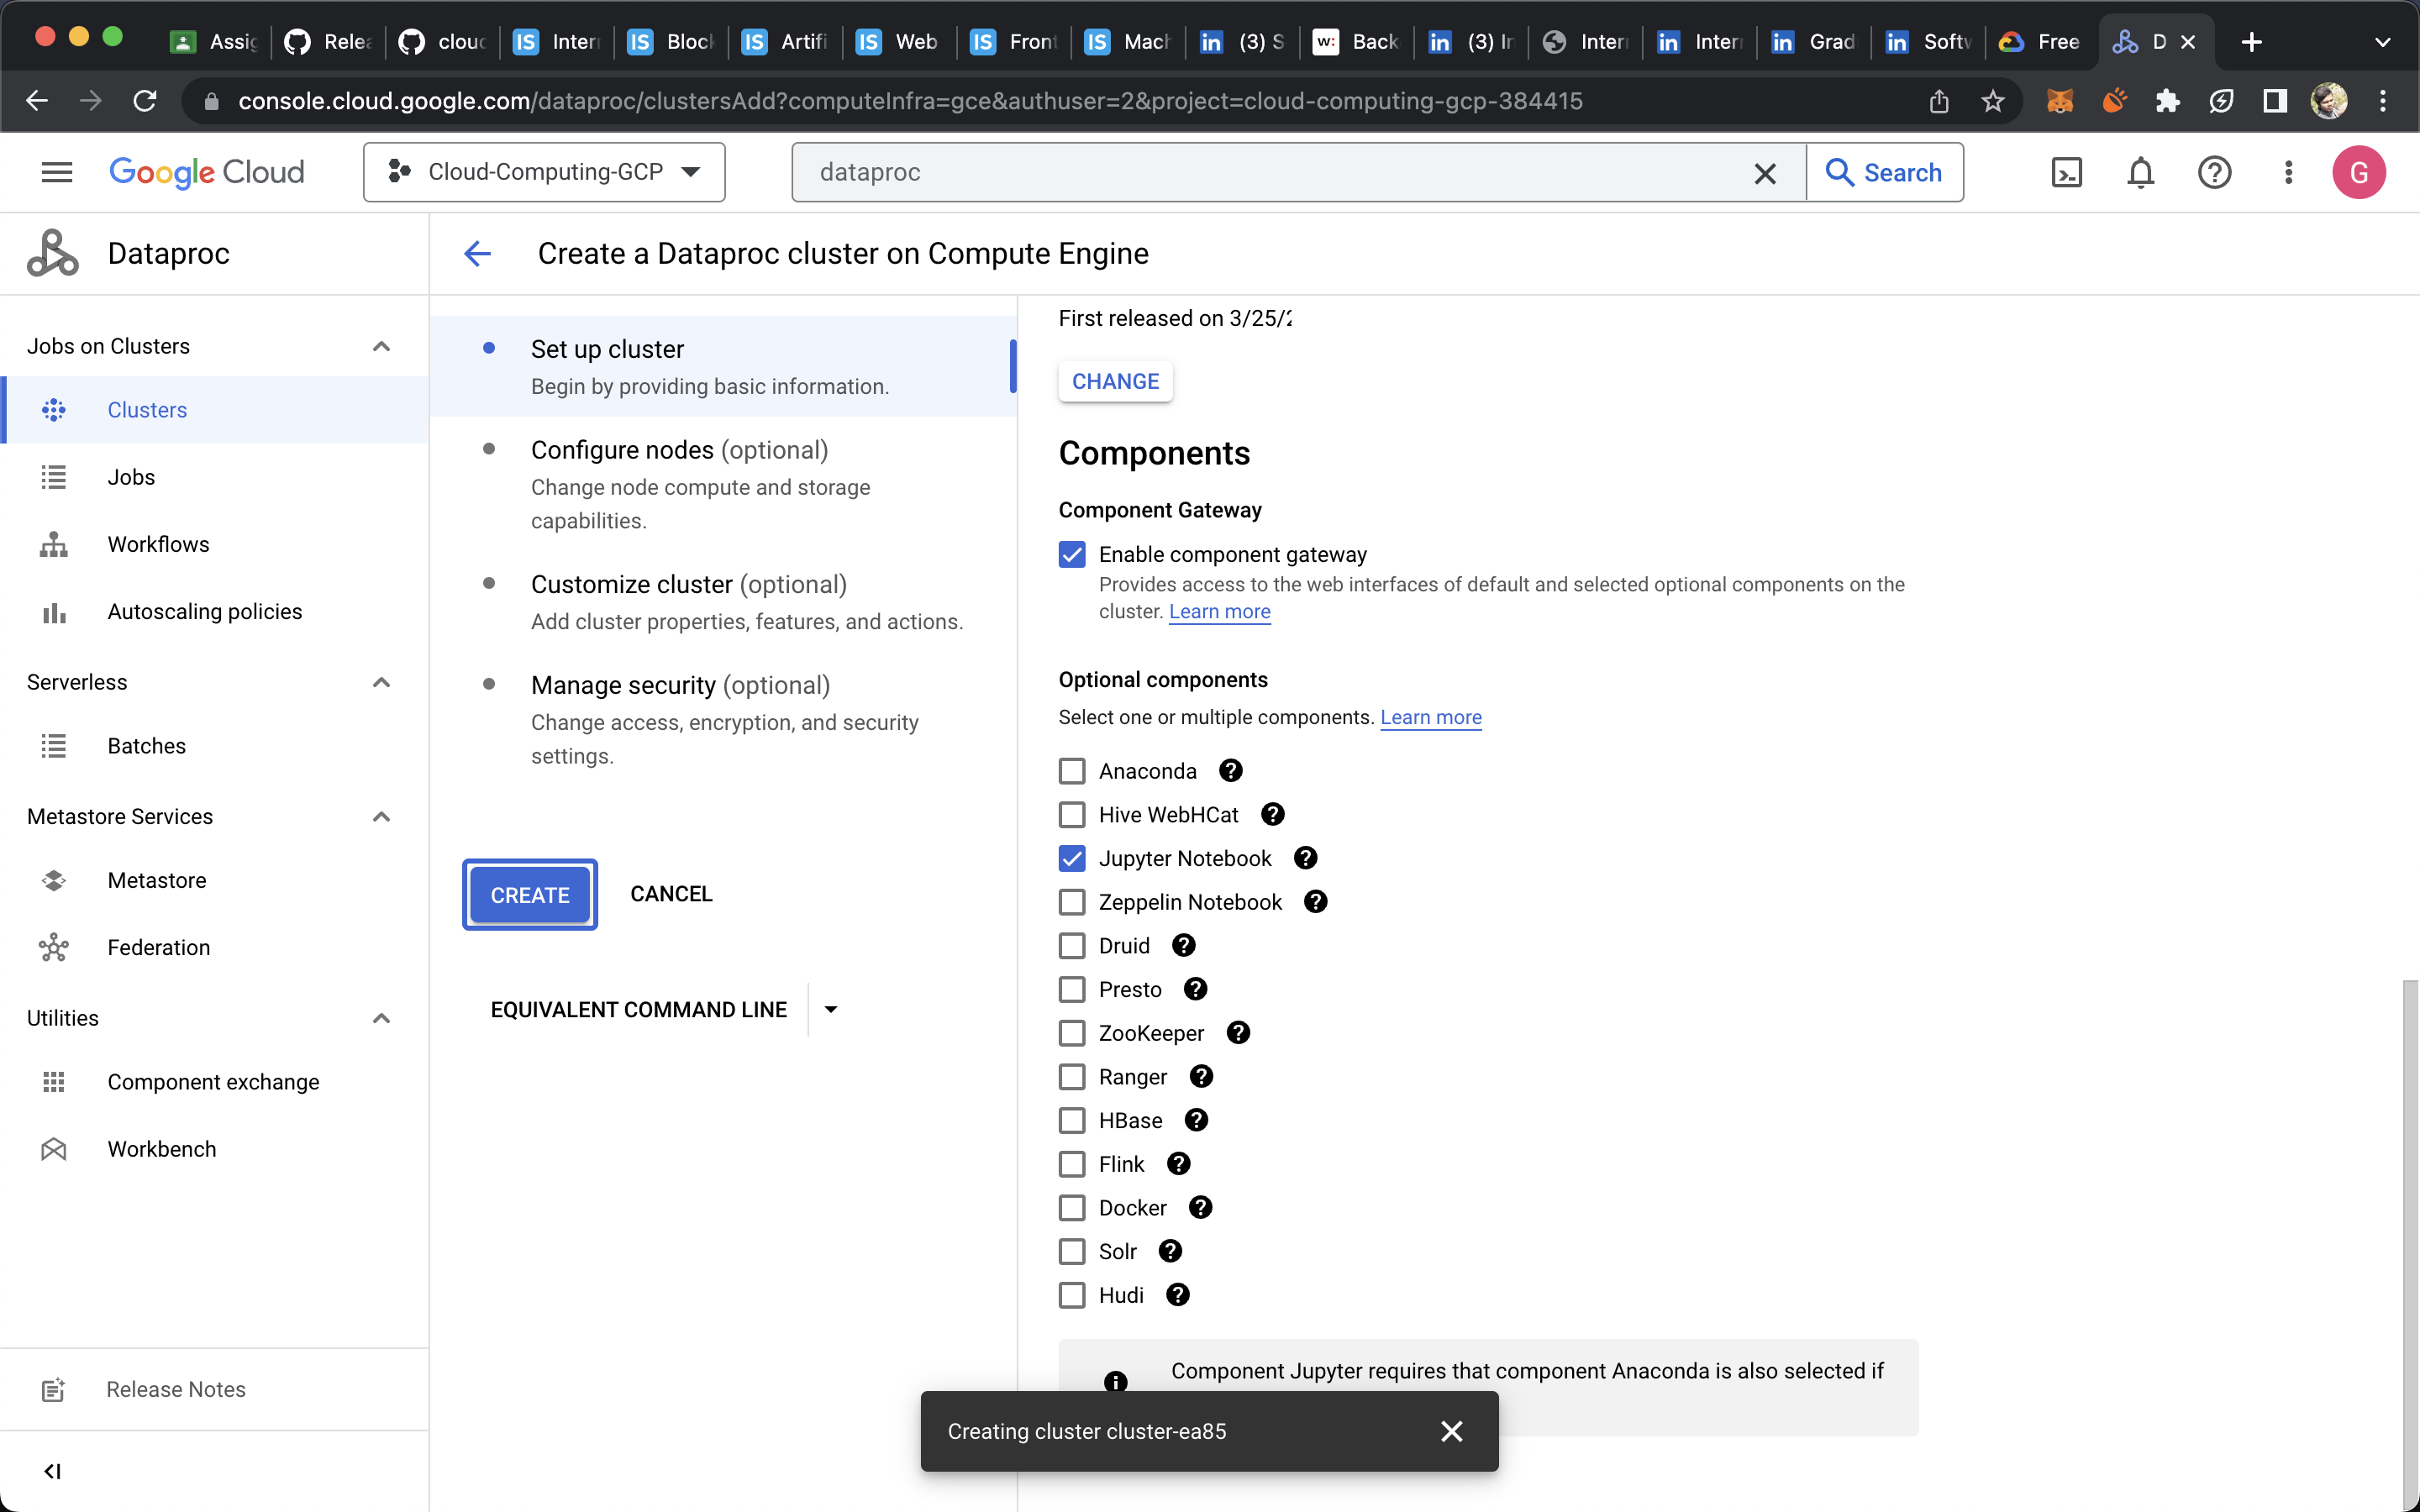 Assig
Relea
clouc
IS Interr
IS Block
IS Artifi
IS Web
IS Front
IS Mach
in (3) S
w: Back
in (3) In
Interr
in Interr
in Grad
in Softw
Free
D
console.cloud.google.com/dataproc/clustersAdd?computeInfra=gce&authuser=2&project=cloud-computing-gcp-384415
Google Cloud
Cloud-Computing-GCP
dataproc
Search
G
Dataproc
Create a Dataproc cluster on Compute Engine
Jobs on Clusters
Clusters
Jobs
Workflows
Autoscaling policies
Serverless
Batches
Metastore Services
Metastore
Federation
Utilities
Component exchange
Workbench
Release Notes
Set up cluster
Begin by providing basic information.
Configure nodes (optional)
Change node compute and storage
capabilities.
Customize cluster (optional)
Add cluster properties, features, and actions.
Manage security (optional)
Change access, encryption, and security
settings.
CREATE
CANCEL
EQUIVALENT COMMAND LINE
First released on 3/25/2
CHANGE
Components
Component Gateway
Enable component gateway
Provides access to the web interfaces of default and selected optional components on the
cluster. Learn more
Optional components
Select one or multiple components. Learn more
Anaconda
Hive WebHCat
Jupyter Notebook
Zeppelin Notebook
Druid
Presto
ZooKeeper
Ranger
HBase
Flink
Docker
Solr
Hudi
Component Jupyter requires that component Anaconda is also selected if
Creating cluster cluster-ea85